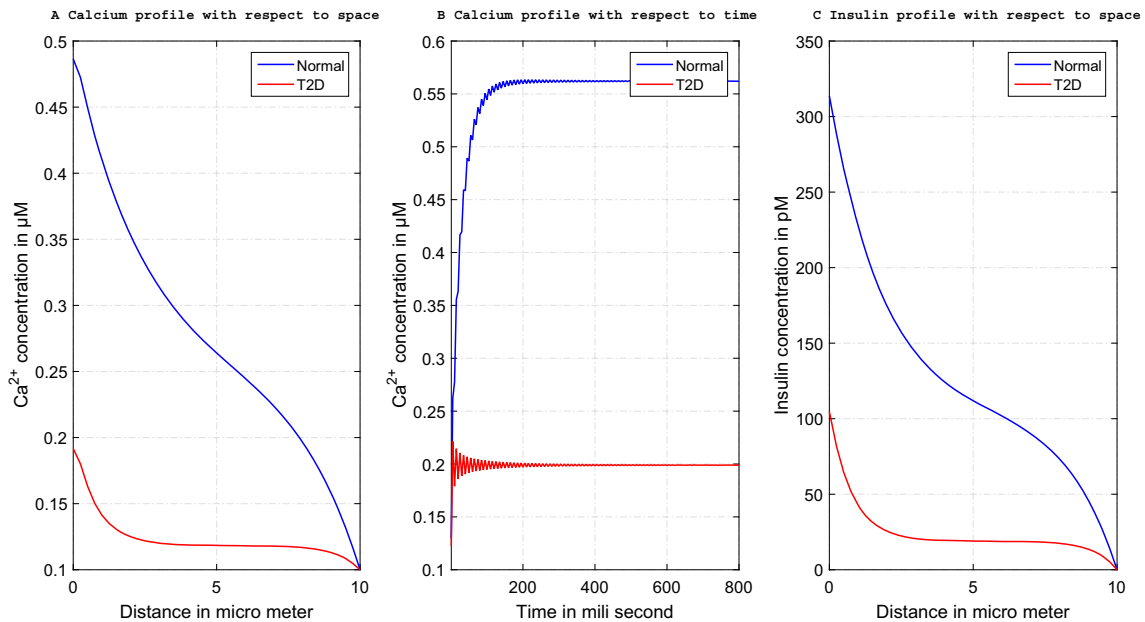 A Calcium profile with respect to space
0.5
0.45
0.4
0.35
0.3
0.25
0.2
0.15
0.1
Ca²⁺ concentration in µM
Normal
T2D
0
5
10
Distance in micro meter
B Calcium profile with respect to time
0.6
0.55
0.5
0.45
0.4
0.35
0.3
0.25
0.2
0.15
0.1
Ca²⁺ concentration in µM
Normal
T2D
200
400
600
800
Time in mili second
C Insulin profile with respect to space
350
300
250
200
150
100
50
0
Insulin concentration in pM
Normal
T2D
0
5
10
Distance in micro meter